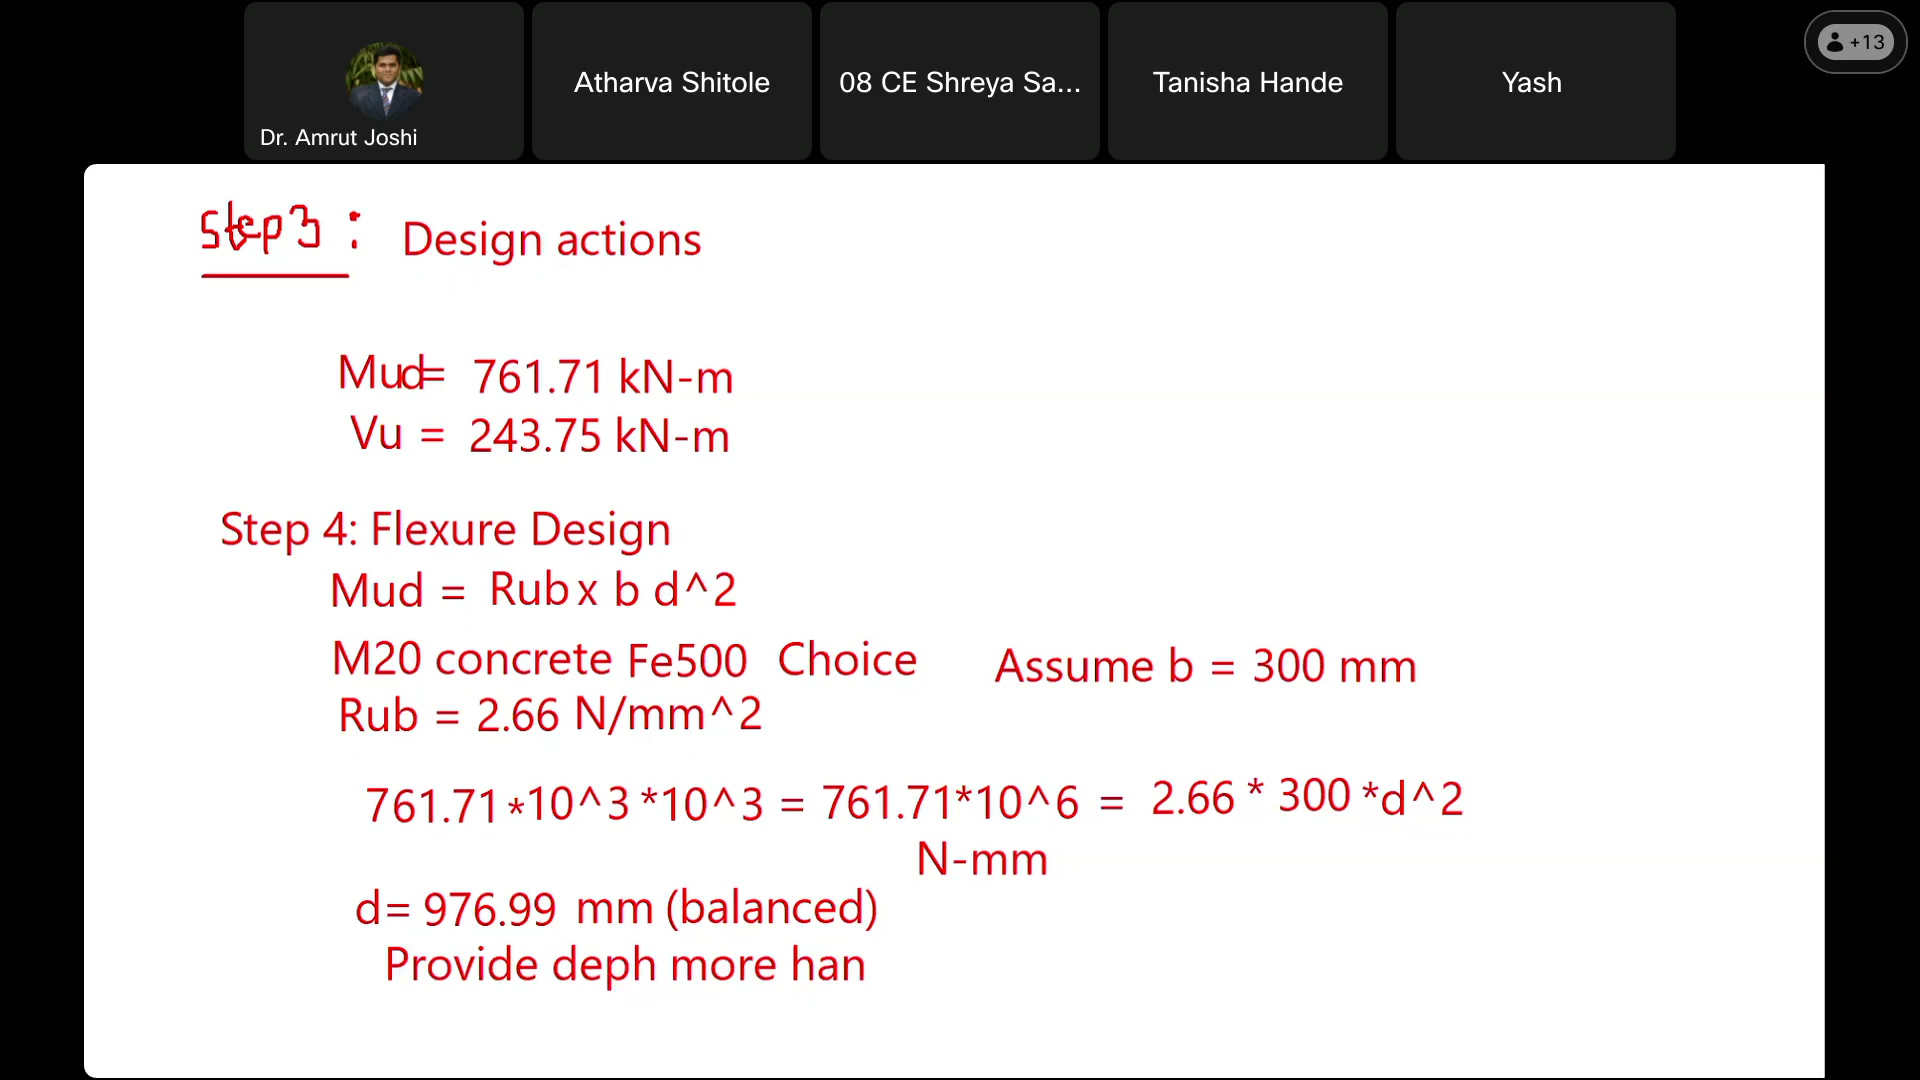 +13
Dr. Amrut Joshi
Atharva Shitole
08 CE Shreya Sa...
Tanisha Hande
Yash
Step 3 : Design actions
Mud= 761.71 kN-m
Vu = 243.75 kN-m
Step 4: Flexure Design
Mud = Rub x b d^2
M20 concrete Fe500 Choice Assume b = 300 mm
Rub = 2.66 N/mm^2
761.71 *10^3 *10^3 = 761.71*10^6 = 2.66 * 300 *d^2
N-mm
d= 976.99 mm (balanced)
Provide deph more han